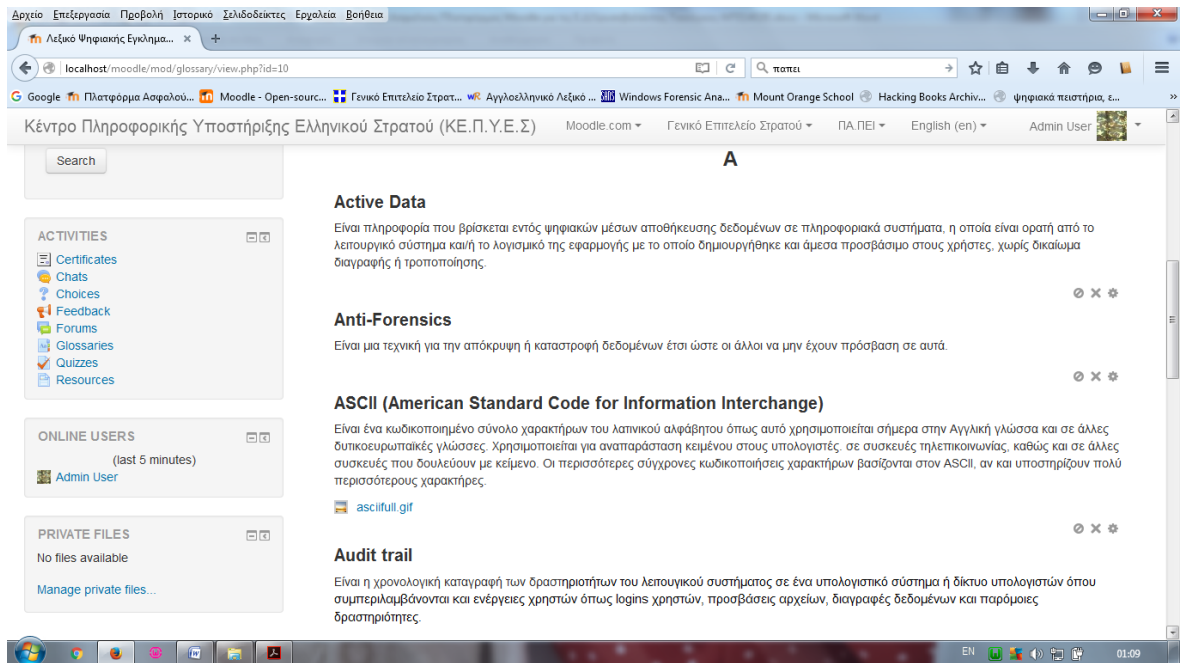 Αρχείο Επεξεργασία Προβολή Ιστορικό Σελιδοδείκτες Εργαλεία Βοήθεια
Λεξικό Ψηφιακής Εγκλημα... × +
localhost/moodle/mod/glossary/view.php?id=10
παπει
Google Πλατφόρμα Ασφαλού... Moodle - Open-sourc... Γενικό Επιτελείο Στρατ... Αγγλοελληνικό Λεξικό ... Windows Forensic Ana... Mount Orange School Hacking Books Archiv... ψηφιακά πειστήρια, ε... »
Κέντρο Πληροφορικής Υποστήριξης Ελληνικού Στρατού (ΚΕ.Π.Υ.Ε.Σ) Moodle.com Γενικό Επιτελείο Στρατού ΠΑ.ΠΕΙ English (en) Admin User
Search
ACTIVITIES
Certificates
Chats
Choices
Feedback
Forums
Glossaries
Quizzes
Resources
ONLINE USERS
(last 5 minutes)
Admin User
PRIVATE FILES
No files available
Manage private files...
A
Active Data
Είναι πληροφορία που βρίσκεται εντός ψηφιακών μέσων αποθήκευσης δεδομένων σε πληροφοριακά συστήματα, η οποία είναι ορατή από το
λειτουργικό σύστημα και/ή το λογισμικό της εφαρμογής με το οποίο δημιουργήθηκε και άμεσα προσβάσιμο στους χρήστες, χωρίς δικαίωμα
διαγραφής ή τροποποίησης.
Anti-Forensics
Είναι μια τεχνική για την απόκρυψη ή καταστροφή δεδομένων έτσι ώστε οι άλλοι να μην έχουν πρόσβαση σε αυτά.
ASCII (American Standard Code for Information Interchange)
Είναι ένα κωδικοποιημένο σύνολο χαρακτήρων του λατινικού αλφάβητου όπως αυτό χρησιμοποιείται σήμερα στην Αγγλική γλώσσα και σε άλλες
δυτικοευρωπαϊκές γλώσσες. Χρησιμοποιείται για αναπαράσταση κειμένου στους υπολογιστές. σε συσκευές τηλεπικοινωνίας, καθώς και σε άλλες
συσκευές που δουλεύουν με κείμενο. Οι περισσότερες σύγχρονες κωδικοποιήσεις χαρακτήρων βασίζονται στον ASCII, αν και υποστηρίζουν πολύ
περισσότερους χαρακτήρες.
asciifull.gif
Audit trail
Είναι η χρονολογική καταγραφή των δραστηριοτήτων του λειτουγικού συστήματος σε ένα υπολογιστικό σύστημα ή δίκτυο υπολογιστών όπου
συμπεριλαμβάνονται και ενέργειες χρηστών όπως logins χρηστών, προσβάσεις αρχείων, διαγραφές δεδομένων και παρόμοιες
δραστηριότητες.
EN 01:09